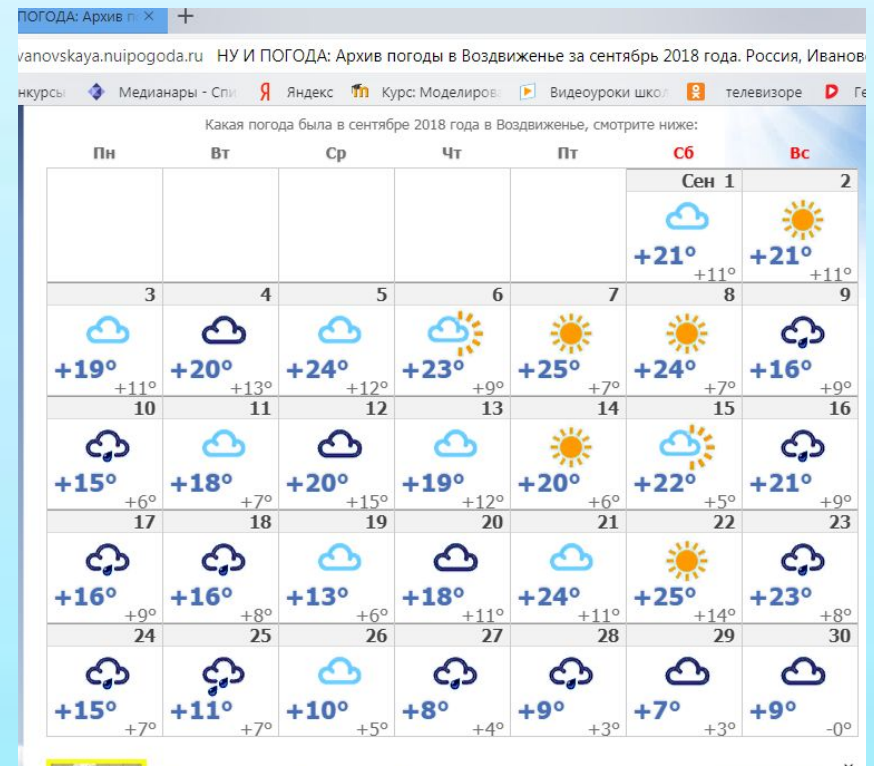 ПОГОДА: Архив п × +
vanovskaya.nuipogoda.ru НУ И ПОГОДА: Архив погоды в Воздвиженье за сентябрь 2018 года. Россия, Иванов
нкурсы Медианары - Спи Яндекс Курс: Моделиров Видеоуроки школ телевизоре Ге
Какая погода была в сентябре 2018 года в Воздвиженье, смотрите ниже:
Пн Вт Ср Чт Пт Сб Вс
Сен 1 2
+21° +21°
+11° +11°
3 4 5 6 7 8 9
+19° +20° +24° +23° +25° +24° +16°
+11° +13° +12° +9° +7° +7° +9°
10 11 12 13 14 15 16
+15° +18° +20° +19° +20° +22° +21°
+6° +7° +15° +12° +6° +5° +9°
17 18 19 20 21 22 23
+16° +16° +13° +18° +24° +25° +23°
+9° +8° +6° +11° +11° +14° +8°
24 25 26 27 28 29 30
+15° +11° +10° +8° +9° +7° +9°
+7° +7° +5° +4° +3° +3° -0°